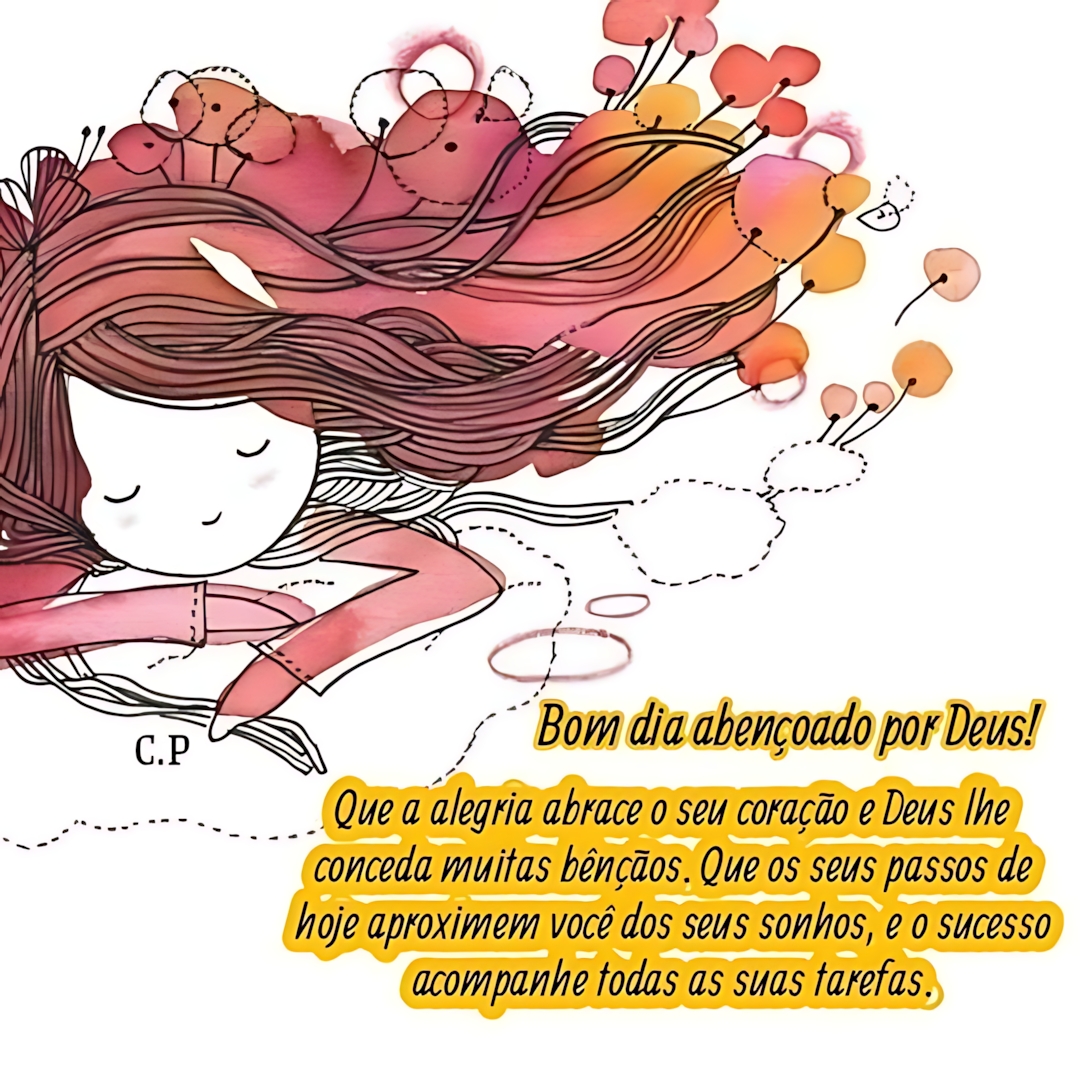 C.P
Bom dia abençoado por Deus!
Que a alegria abrace o seu coração e Deus lhe
conceda muitas bênçãos. Que os seus passos de
hoje aproximem você dos seus sonhos, e o sucesso
acompanhe todas as suas tarefas.